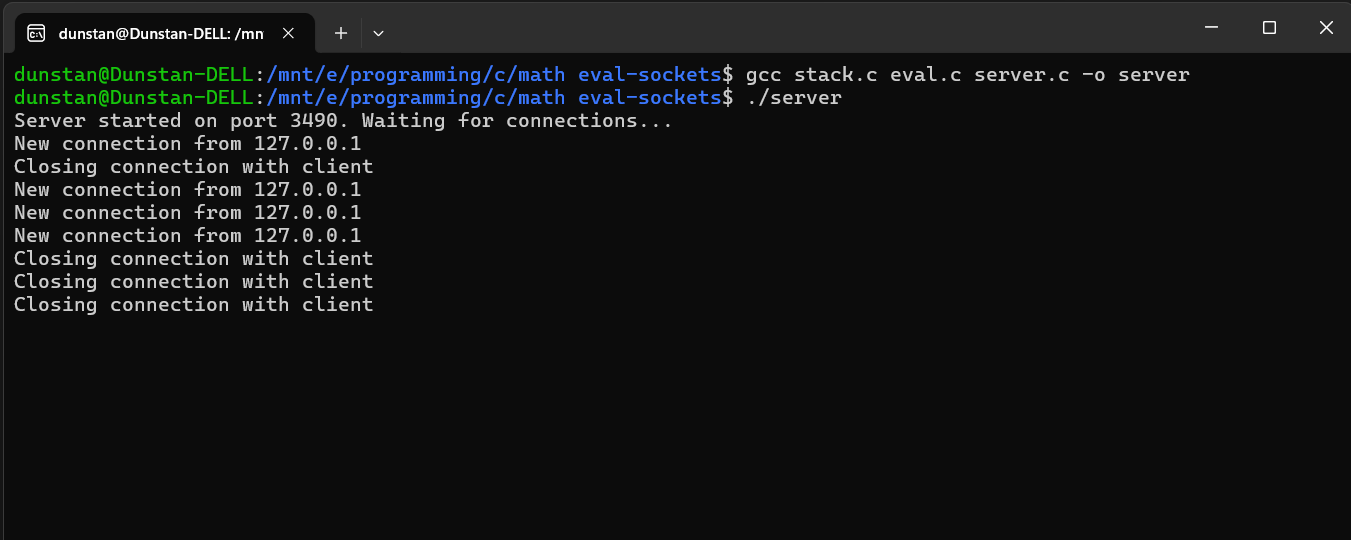 dunstan@Dunstan-DELL: /mn
dunstan@Dunstan-DELL:/mnt/e/programming/c/math eval-sockets$ gcc stack.c eval.c server.c -o server
dunstan@Dunstan-DELL:/mnt/e/programming/c/math eval-sockets$ ./server
Server started on port 3490. Waiting for connections...
New connection from 127.0.0.1
Closing connection with client
New connection from 127.0.0.1
New connection from 127.0.0.1
New connection from 127.0.0.1
Closing connection with client
Closing connection with client
Closing connection with client